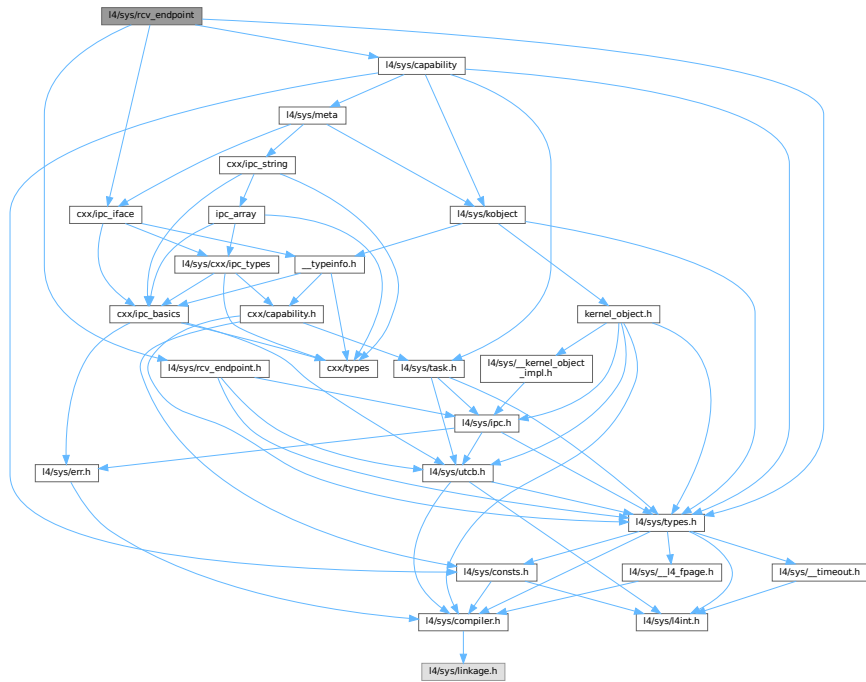 l4/sys/rcv_endpoint
l4/sys/capability
l4/sys/meta
cxx/ipc_string
cxx/ipc_iface
ipc_array
l4/sys/kobject
l4/sys/cxx/ipc_types
__typeinfo.h
cxx/ipc_basics
cxx/capability.h
kernel_object.h
l4/sys/rcv_endpoint.h
cxx/types
l4/sys/task.h
l4/sys/__kernel_object
_impl.h
l4/sys/ipc.h
l4/sys/err.h
l4/sys/utcb.h
l4/sys/types.h
l4/sys/consts.h
l4/sys/__l4_fpage.h
l4/sys/__timeout.h
l4/sys/compiler.h
l4/sys/l4int.h
l4/sys/linkage.h